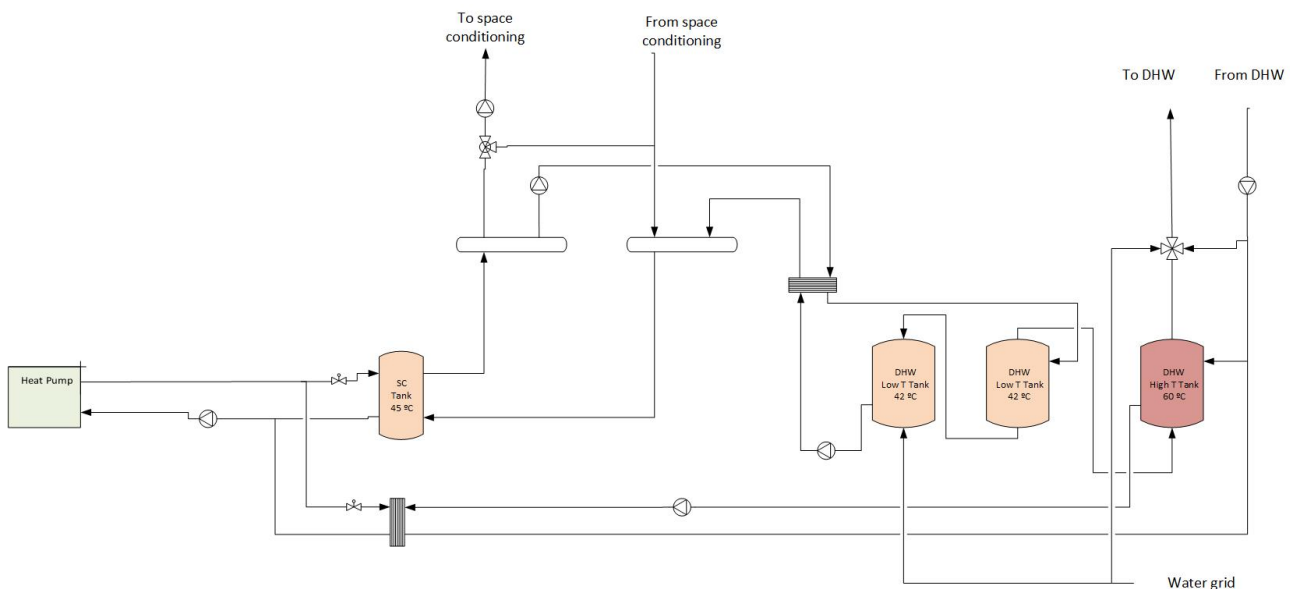 To space
conditioning
From space
conditioning
To DHW
From DHW
Heat Pump
SC
Tank
45 ºC
DHW
Low T Tank
42 ºC
DHW
Low T Tank
42 ºC
DHW
High T Tank
60 ºC
Water grid